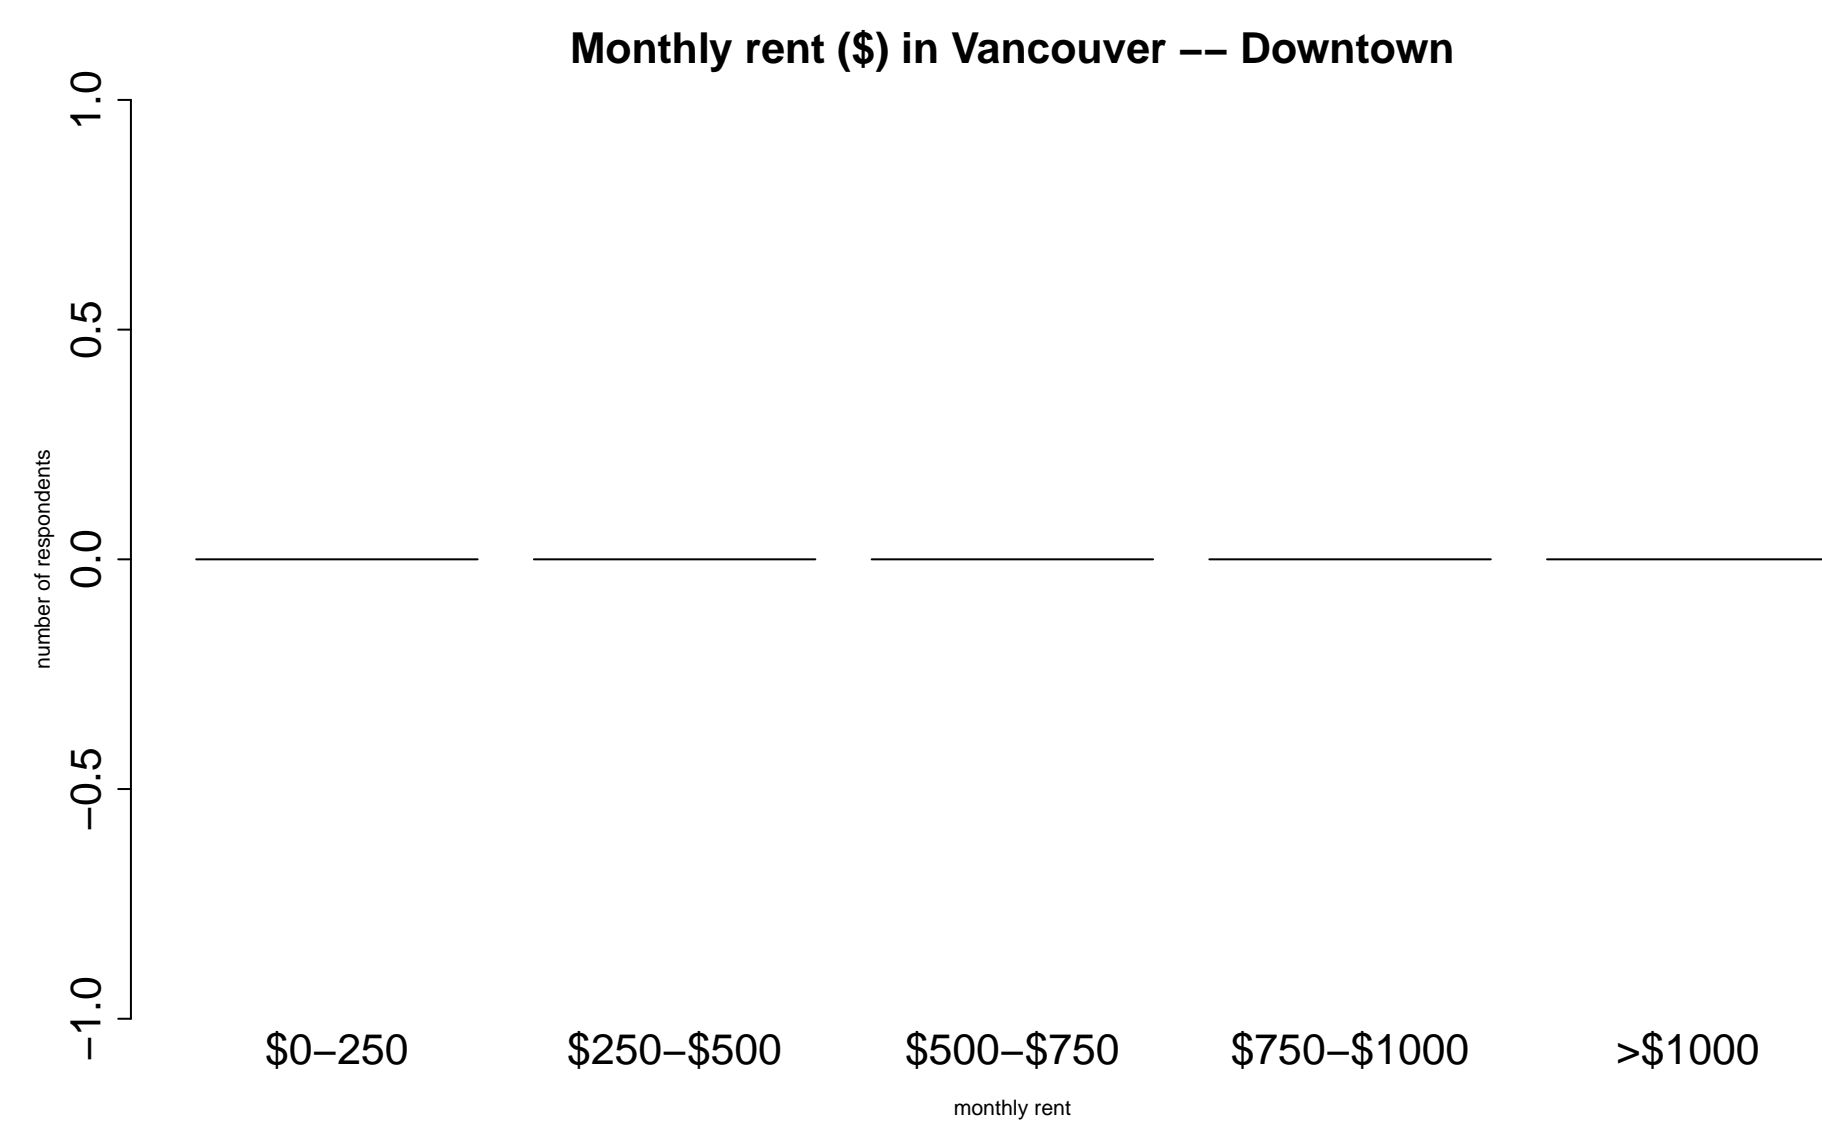 Monthly rent ($) in Vancouver −− Downtown
1.0
0.5
0.0
−0.5
−1.0
number of respondents
$0−250 $250−$500 $500−$750 $750−$1000 >$1000
monthly rent